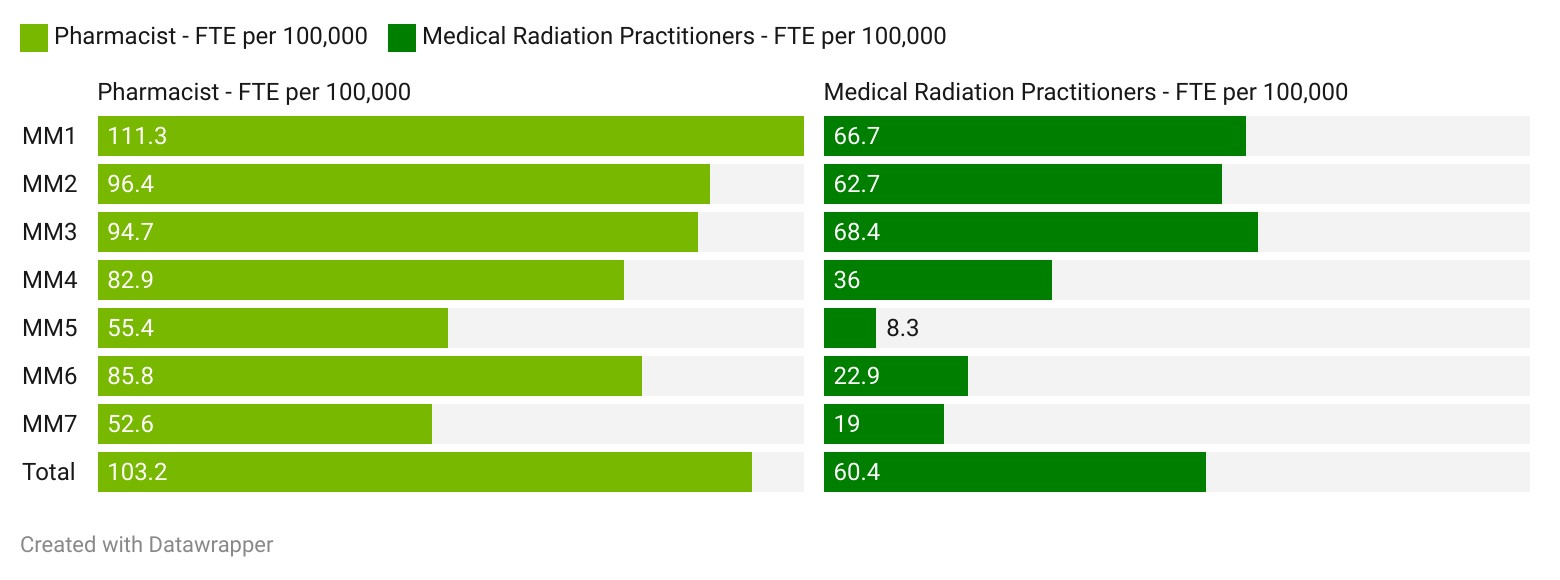 Pharmacist - FTE per 100,000 Medical Radiation Practitioners - FTE per 100,000
Pharmacist - FTE per 100,000 Medical Radiation Practitioners - FTE per 100,000
MM1 111.3 66.7
MM2 96.4 62.7
MM3 94.7 68.4
MM4 82.9 36
MM5 55.4 8.3
MM6 85.8 22.9
MM7 52.6 19
Total 103.2 60.4
Created with Datawrapper